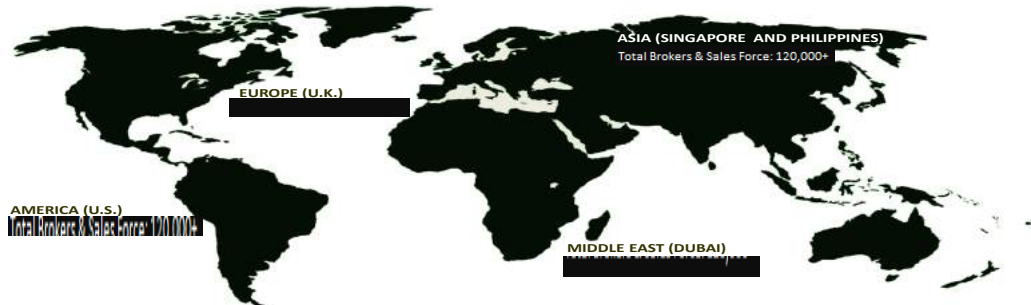 ASIA (SINGAPORE AND PHILIPPINES)
Total Brokers & Sales Force: 120,000+
EUROPE (U.K.)
AMERICA (U.S.)
Total Brokers & Sales Force: 120,000+
MIDDLE EAST (DUBAI)